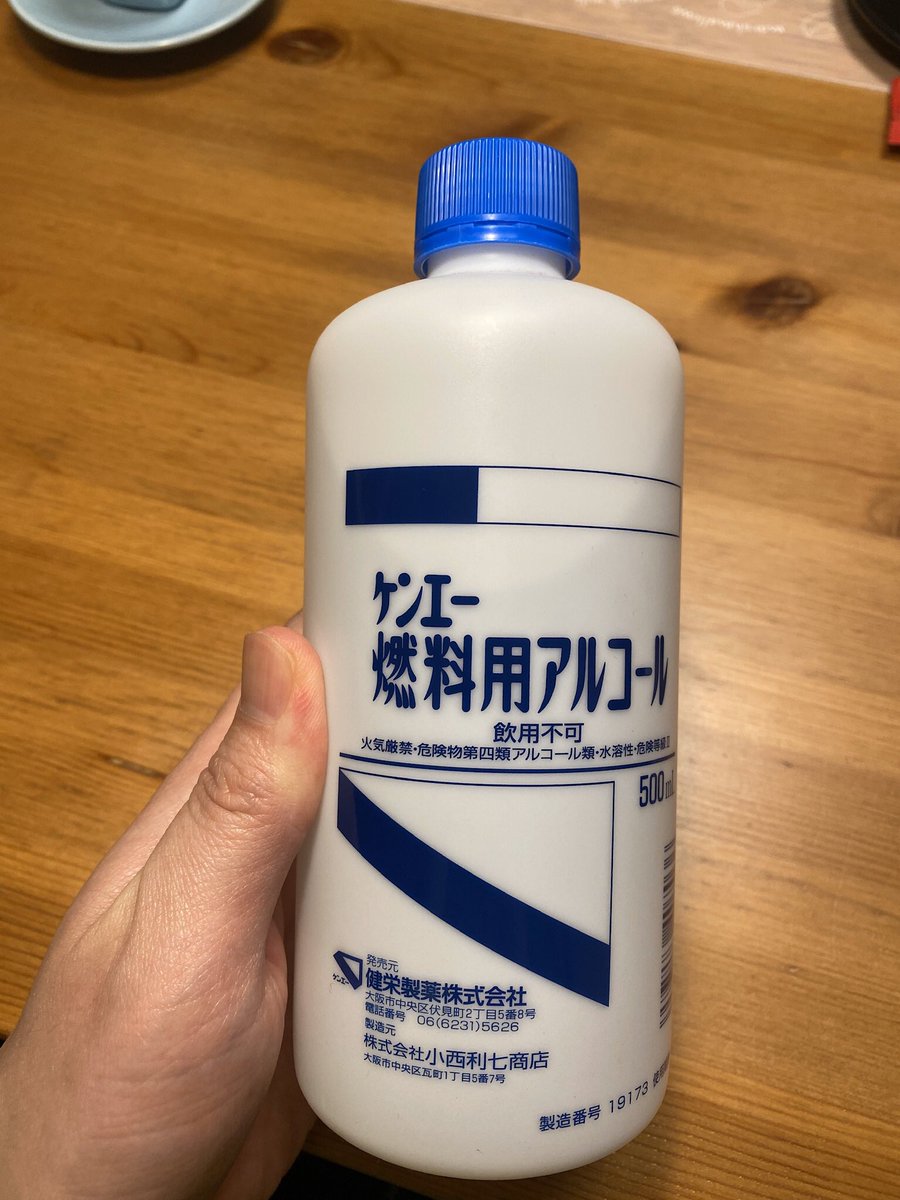 ケンエー
燃料用アルコール
飲用不可
火気厳禁・危険物第四類アルコール類・水溶性・危険等級Ⅱ
500mL
発売元
ケンエー
健栄製薬株式会社
大阪市中央区伏見町2丁目5番8号
電話番号 06(6231)5626
製造元
株式会社小西利七商店
大阪市中央区瓦町1丁目5番7号
製造番号 19173